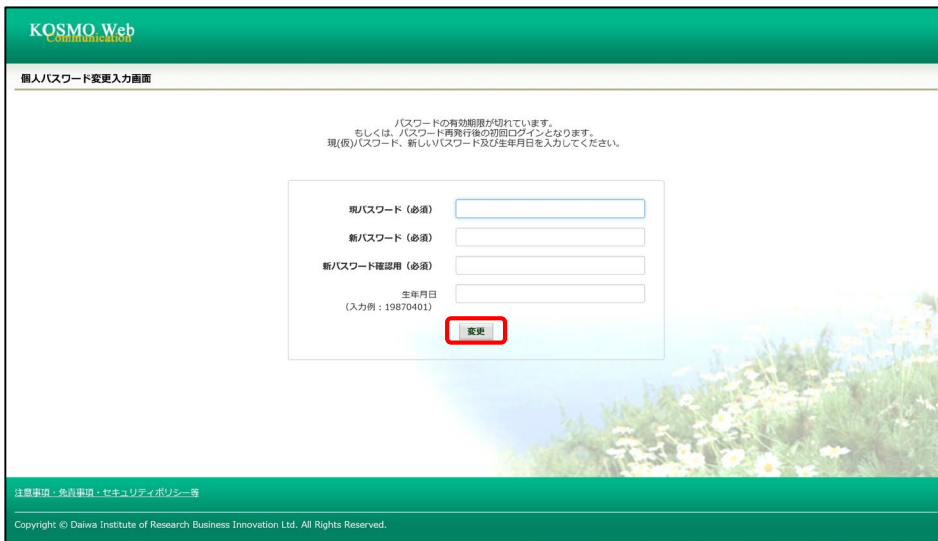 KOSMO Web
Communication
個人パスワード変更入力画面
パスワードの有効期限が切れています。
もしくは、パスワード再発行後の初回ログインとなります。
現(仮)パスワード、新しいパスワード及び生年月日を入力してください。
現パスワード（必須）
新パスワード（必須）
新パスワード確認用（必須）
生年月日
（入力例：19870401）
変更
注意事項・免責事項・セキュリティポリシー等
Copyright © Daiwa Institute of Research Business Innovation Ltd. All Rights Reserved.